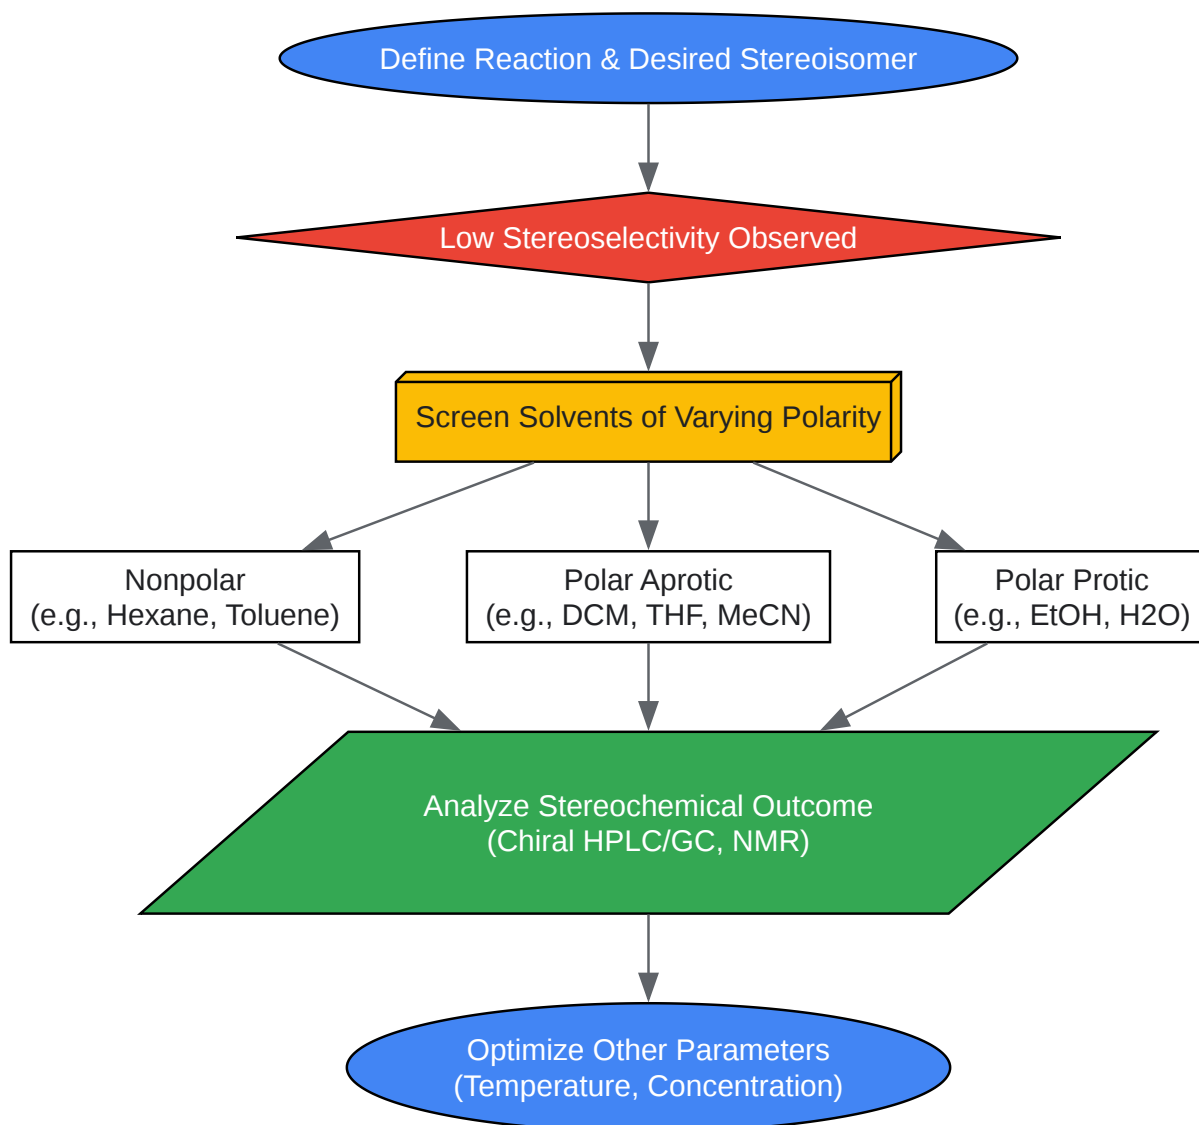 Define Reaction & Desired Stereoisomer
Low Stereoselectivity Observed
Screen Solvents of Varying Polarity
Nonpolar
(e.g., Hexane, Toluene)
Polar Aprotic
(e.g., DCM, THF, MeCN)
Polar Protic
(e.g., EtOH, H2O)
Analyze Stereochemical Outcome
(Chiral HPLC/GC, NMR)
Optimize Other Parameters
(Temperature, Concentration)